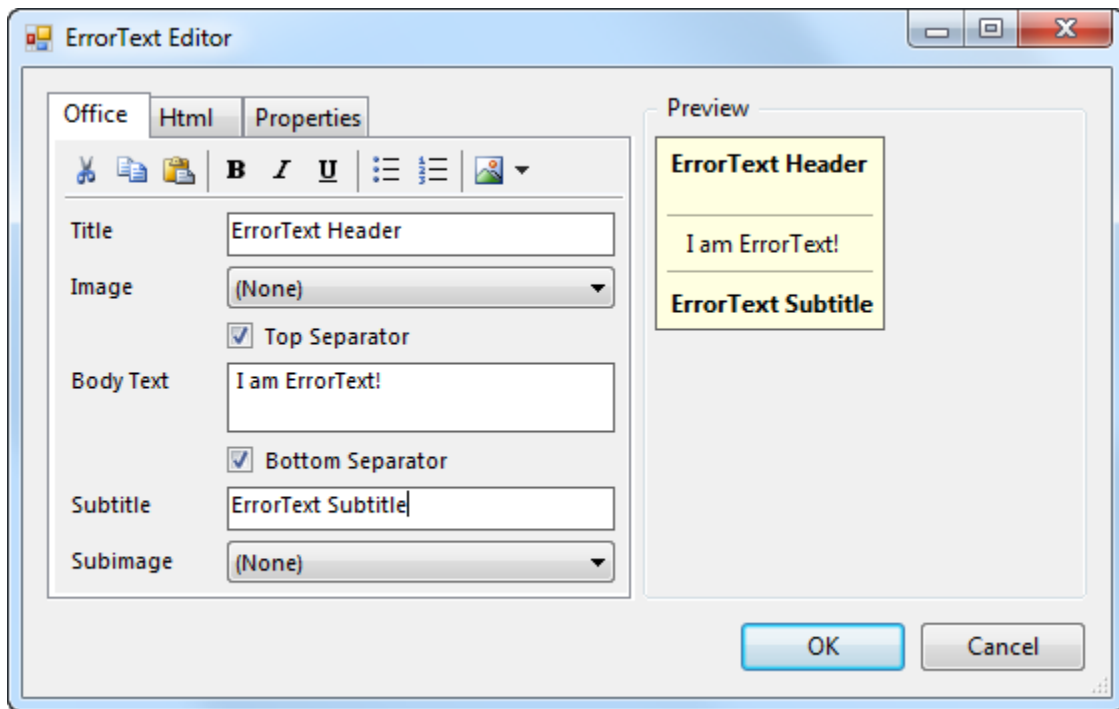 ErrorText Editor
Office Html Properties
B I U
Title ErrorText Header
Image (None)
Top Separator
Body Text I am ErrorText!
Bottom Separator
Subtitle ErrorText Subtitle
Subimage (None)
Preview
ErrorText Header
I am ErrorText!
ErrorText Subtitle
OK Cancel